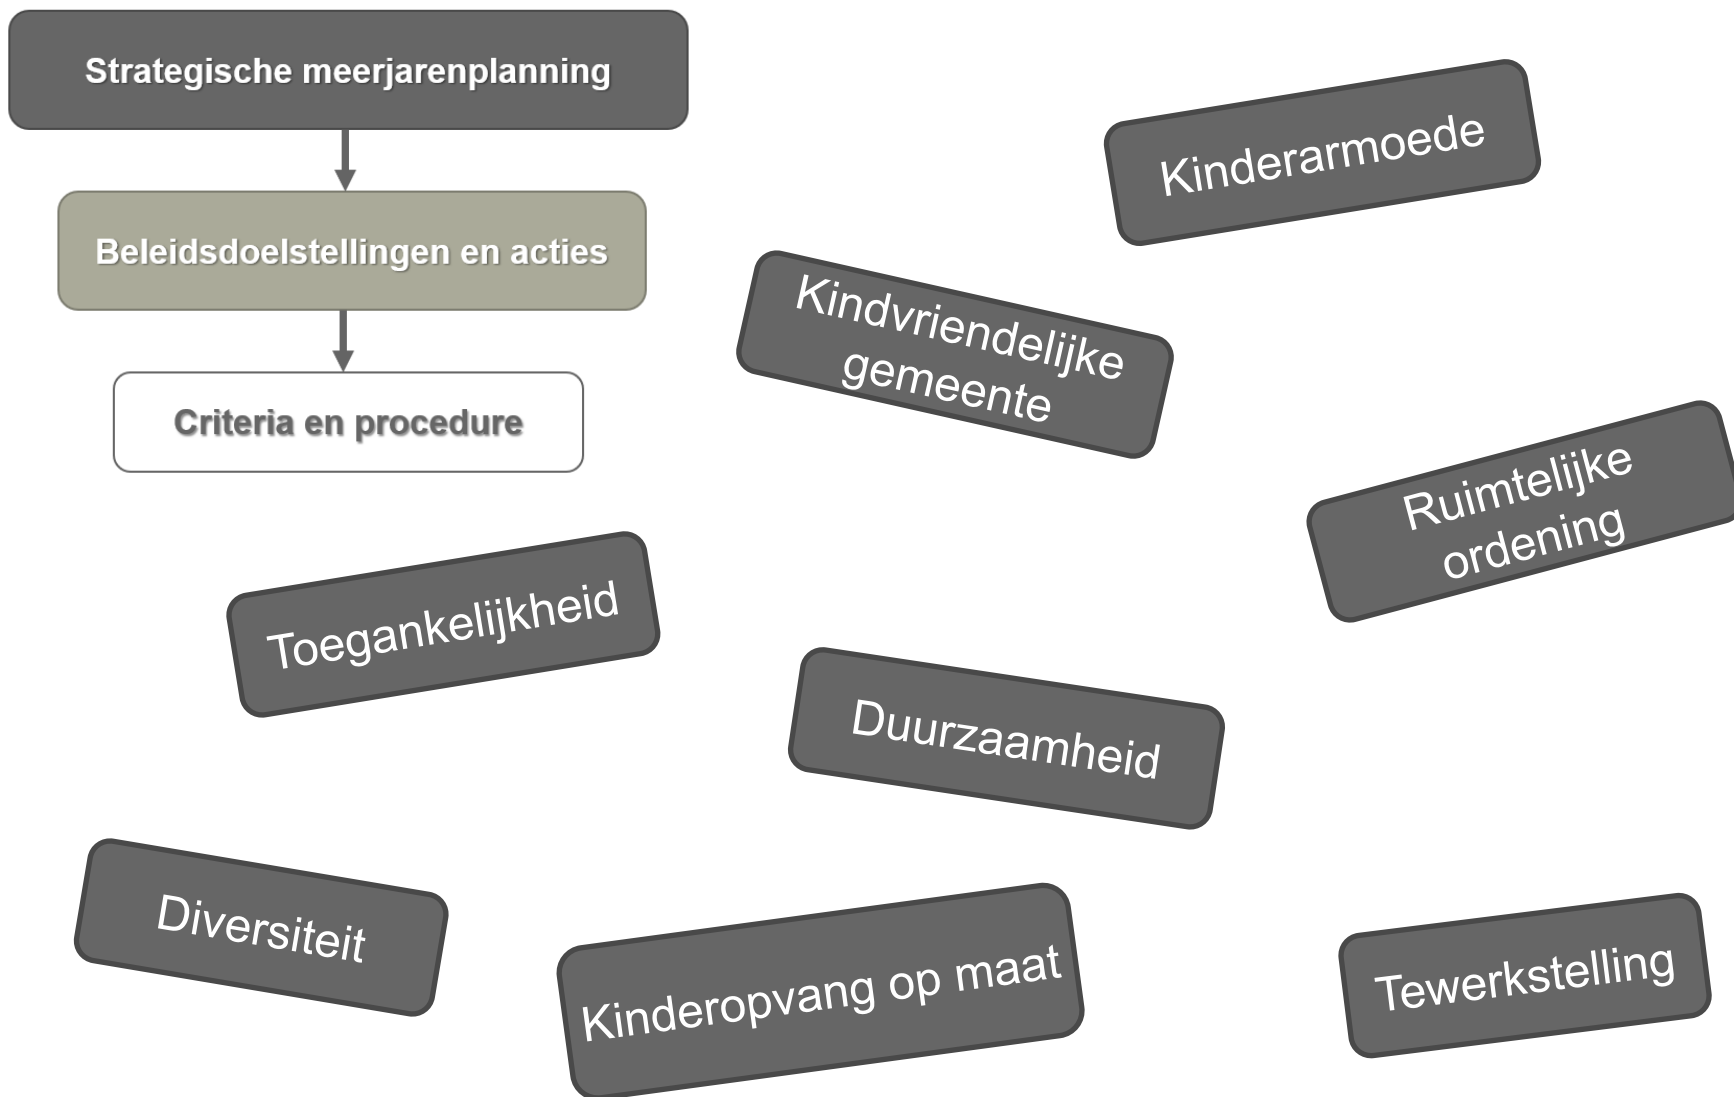 Strategische meerjarenplanning
Beleidsdoelstellingen en acties
Criteria en procedure
Kinderarmoede
Kindvriendelijke
gemeente
Ruimtelijke
ordening
Toegankelijkheid
Duurzaamheid
Diversiteit
Kinderopvang op maat
Tewerkstelling